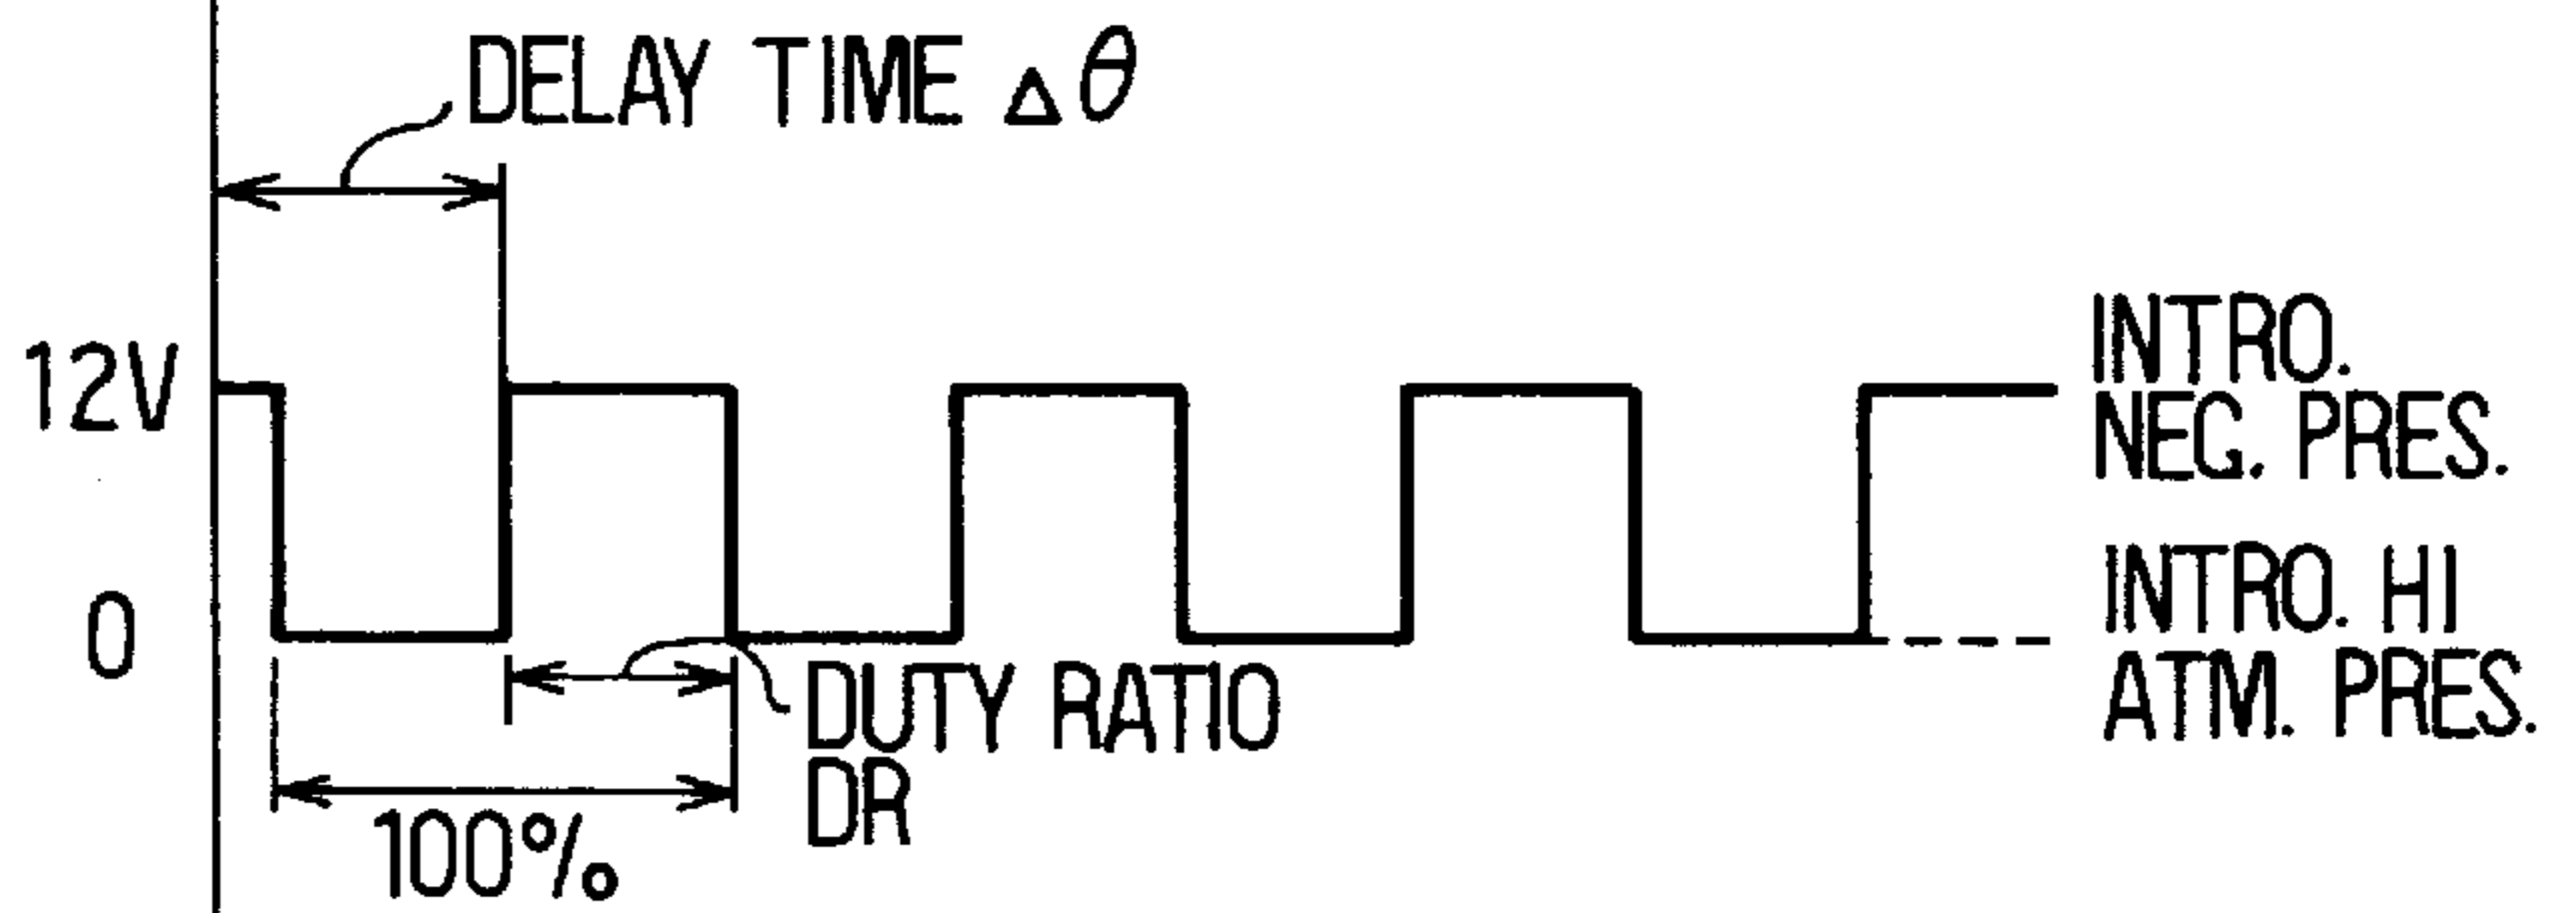 DELAY TIME Δθ
12V
INTRO.
NEG. PRES.
0
INTRO. HI
ATM. PRES.
DUTY RATIO
DR
100%